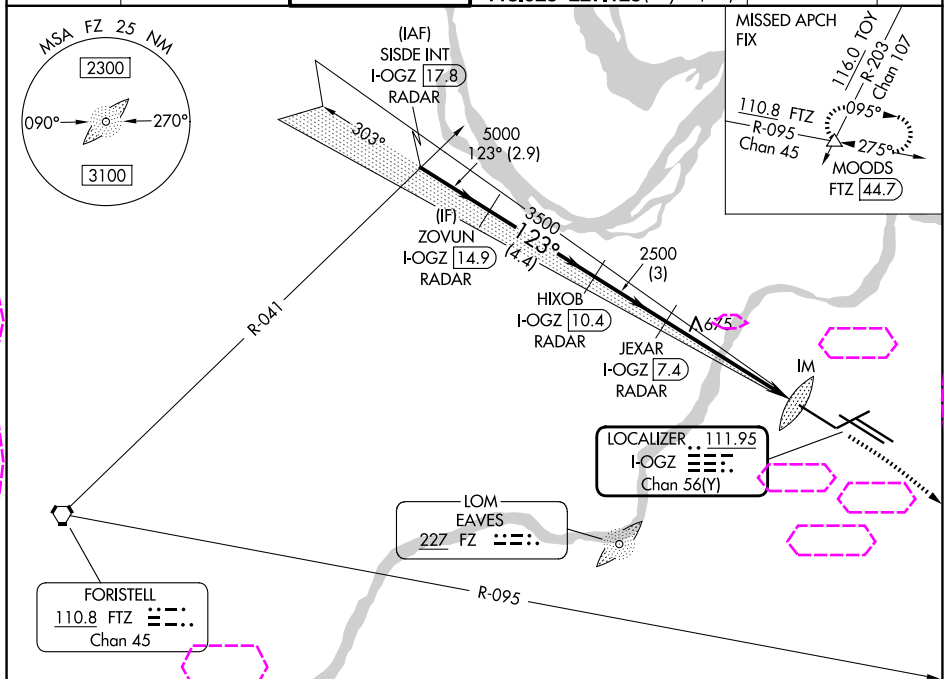 MSA FZ 25 NM
2300
090°
270°
3100
(IAF)
SISDE INT
I-OGZ 17.8
RADAR
303°
5000
123° (2.9)
(IF)
ZOVUN
I-OGZ 14.9
RADAR
3500
123°
(4.4)
2500
(3)
HIXOB
I-OGZ 10.4
RADAR
JEXAR
I-OGZ 7.4
RADAR
675
IM
MISSED APCH
FIX
116.0 TOY
R-203
Chan 107
110.8 FTZ
R-095
Chan 45
095°
275°
MOODS
FTZ 44.7
R-041
LOCALIZER 111.95
I-OGZ
Chan 56(Y)
LOM
EAVES
227 FZ
R-095
FORISTELL
110.8 FTZ
Chan 45